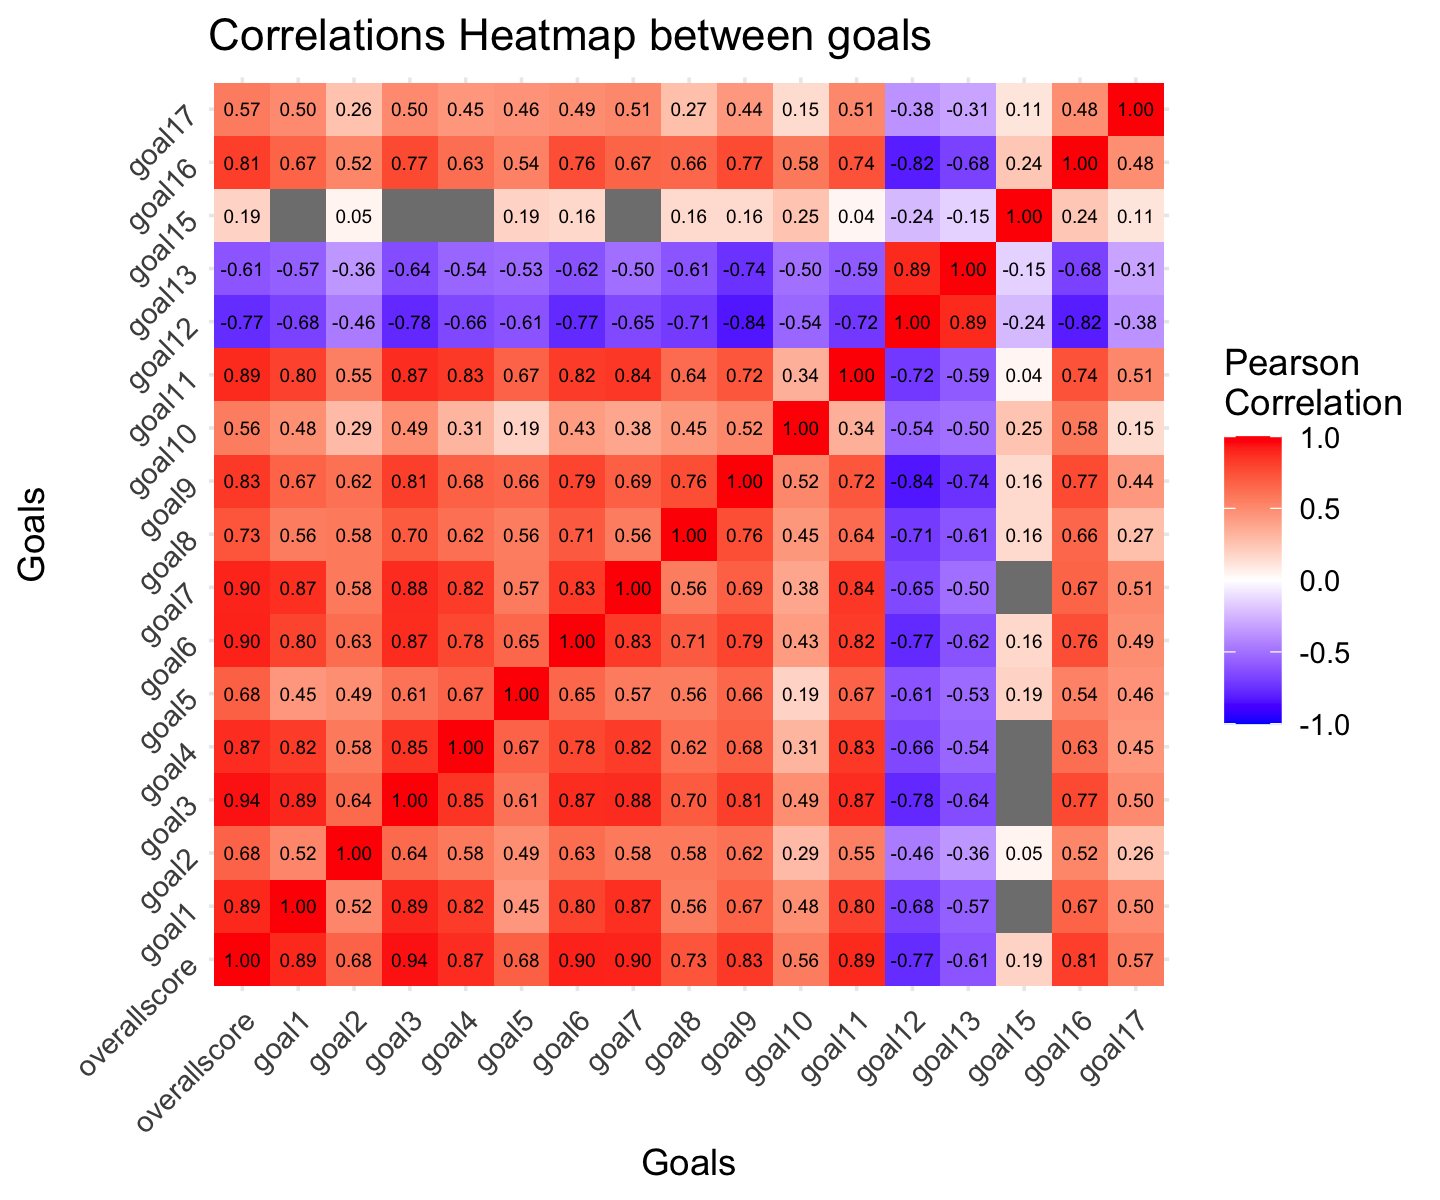 Correlations Heatmap between goals
goal17 0.57 0.50 0.26 0.50 0.45 0.46 0.49 0.51 0.27 0.44 0.15 0.51 -0.38 -0.31 0.11 0.48 1.00
goal16 0.81 0.67 0.52 0.77 0.63 0.54 0.76 0.67 0.66 0.77 0.58 0.74 -0.82 -0.68 0.24 1.00 0.48
goal15 0.19 0.05 0.19 0.16 0.16 0.16 0.25 0.04 -0.24 -0.15 1.00 0.24 0.11
goal13 -0.61 -0.57 -0.36 -0.64 -0.54 -0.53 -0.62 -0.50 -0.61 -0.74 -0.50 -0.59 0.89 1.00 -0.15 -0.68 -0.31
goal12 -0.77 -0.68 -0.46 -0.78 -0.66 -0.61 -0.77 -0.65 -0.71 -0.84 -0.54 -0.72 1.00 0.89 -0.24 -0.82 -0.38
goal11 0.89 0.80 0.55 0.87 0.83 0.67 0.82 0.84 0.64 0.72 0.34 1.00 -0.72 -0.59 0.04 0.74 0.51
goal10 0.56 0.48 0.29 0.49 0.31 0.19 0.43 0.38 0.45 0.52 1.00 0.34 -0.54 -0.50 0.25 0.58 0.15
goal9 0.83 0.67 0.62 0.81 0.68 0.66 0.79 0.69 0.76 1.00 0.52 0.72 -0.84 -0.74 0.16 0.77 0.44
goal8 0.73 0.56 0.58 0.70 0.62 0.56 0.71 0.56 1.00 0.76 0.45 0.64 -0.71 -0.61 0.16 0.66 0.27
goal7 0.90 0.87 0.58 0.88 0.82 0.57 0.83 1.00 0.56 0.69 0.38 0.84 -0.65 -0.50 0.67 0.51
goal6 0.90 0.80 0.63 0.87 0.78 0.65 1.00 0.83 0.71 0.79 0.43 0.82 -0.77 -0.62 0.16 0.76 0.49
goal5 0.68 0.45 0.49 0.61 0.67 1.00 0.65 0.57 0.56 0.66 0.19 0.67 -0.61 -0.53 0.19 0.54 0.46
goal4 0.87 0.82 0.58 0.85 1.00 0.67 0.78 0.82 0.62 0.68 0.31 0.83 -0.66 -0.54 0.63 0.45
goal3 0.94 0.89 0.64 1.00 0.85 0.61 0.87 0.88 0.70 0.81 0.49 0.87 -0.78 -0.64 0.77 0.50
goal2 0.68 0.52 1.00 0.64 0.58 0.49 0.63 0.58 0.58 0.62 0.29 0.55 -0.46 -0.36 0.05 0.52 0.26
goal1 0.89 1.00 0.52 0.89 0.82 0.45 0.80 0.87 0.56 0.67 0.48 0.80 -0.68 -0.57 0.67 0.50
overallscore 1.00 0.89 0.68 0.94 0.87 0.68 0.90 0.90 0.73 0.83 0.56 0.89 -0.77 -0.61 0.19 0.81 0.57
overallscore goal1 goal2 goal3 goal4 goal5 goal6 goal7 goal8 goal9 goal10 goal11 goal12 goal13 goal15 goal16 goal17
Goals
Goals
Pearson
Correlation
1.0
0.5
0.0
-0.5
-1.0